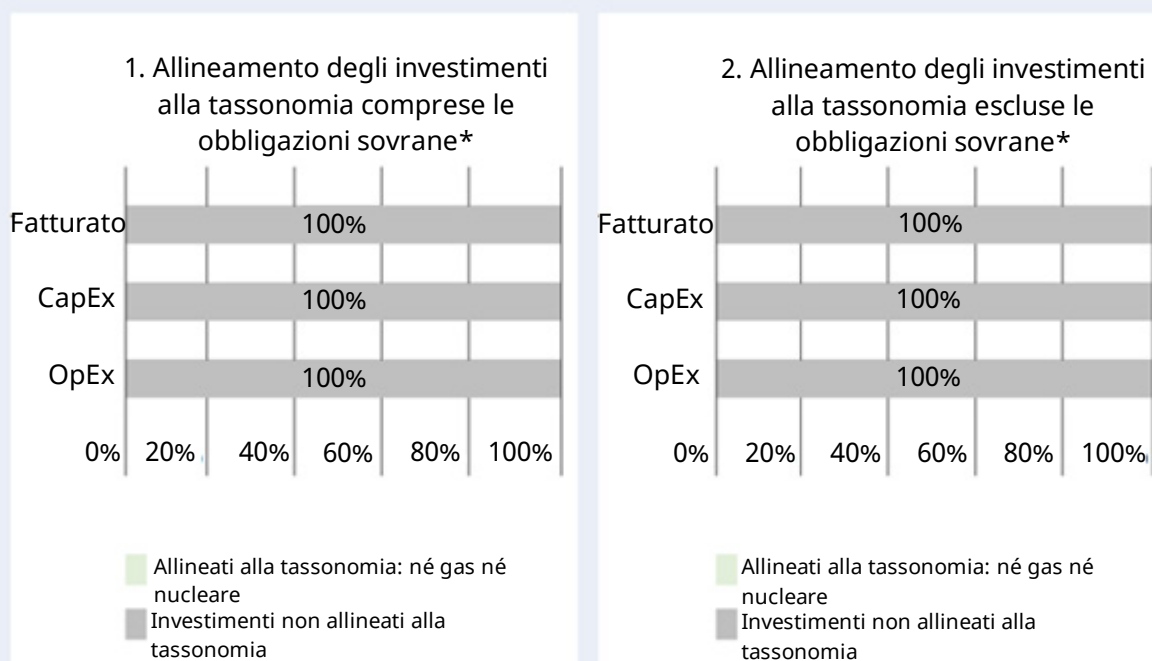 1. Allineamento degli investimenti
alla tassonomia comprese le
obbligazioni sovrane*
Fatturato
100%
CapEx
100%
OpEx
100%
0% 20% 40% 60% 80% 100%
Allineati alla tassonomia: né gas né
nucleare
Investimenti non allineati alla
tassonomia
2. Allineamento degli investimenti
alla tassonomia escluse le
obbligazioni sovrane*
Fatturato
100%
CapEx
100%
OpEx
100%
0% 20% 40% 60% 80% 100%
Allineati alla tassonomia: né gas né
nucleare
Investimenti non allineati alla
tassonomia